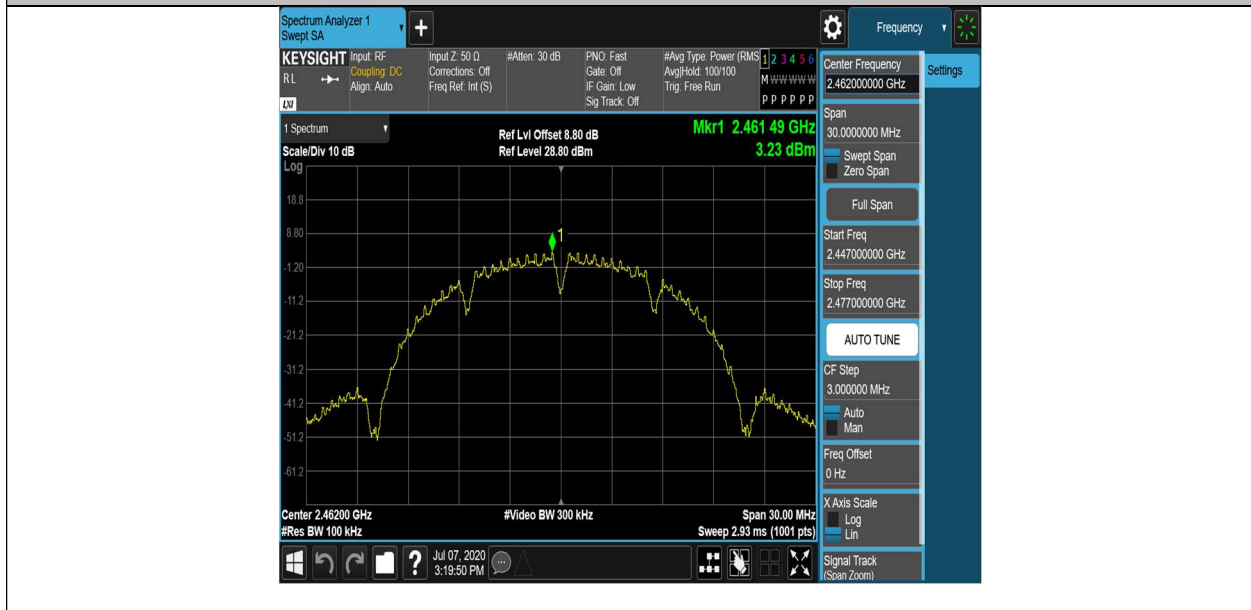 Spectrum Analyzer 1
Swept SA
+
Frequency
KEYSIGHT
RL
LXI
Input: RF
Coupling: DC
Align: Auto
Input Z: 50 Ω
Corrections: Off
Freq Ref: Int (S)
#Atten: 30 dB
PNO: Fast
Gate: Off
IF Gain: Low
Sig Track: Off
#Avg Type: Power (RMS
Avg|Hold: 100/100
Trig: Free Run
1 2 3 4 5 6
M W W W W W
P P P P P P
1 Spectrum
Scale/Div 10 dB
Ref Lvl Offset 8.80 dB
Ref Level 28.80 dBm
Mkr1 2.461 49 GHz
3.23 dBm
Log
18.8
8.80
-1.20
-11.2
-21.2
-31.2
-41.2
-51.2
-61.2
1
Center 2.46200 GHz
#Res BW 100 kHz
#Video BW 300 kHz
Span 30.00 MHz
Sweep 2.93 ms (1001 pts)
?
Jul 07, 2020
3:19:50 PM
Center Frequency
2.462000000 GHz
Settings
Span
30.0000000 MHz
Swept Span
Zero Span
Full Span
Start Freq
2.447000000 GHz
Stop Freq
2.477000000 GHz
AUTO TUNE
CF Step
3.000000 MHz
Auto
Man
Freq Offset
0 Hz
X Axis Scale
Log
Lin
Signal Track
(Span Zoom)